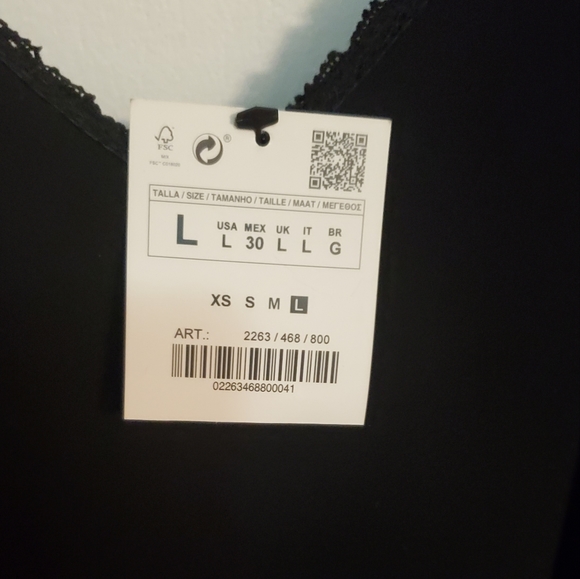 FSC
®
TALLA / SIZE / TAMANHO / TAILLE / MAAT / ΜΕΓΕΘΟΣ
L
USA MEX UK IT BR
L 30 L L G
XS S M L
ART.: 2263 / 468 / 800
02263468800041